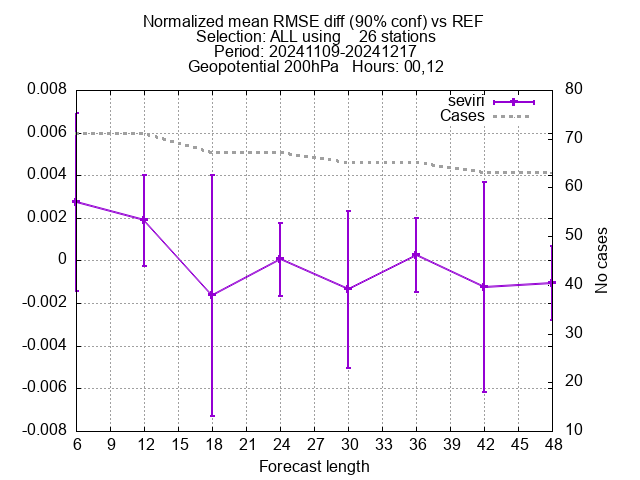 Normalized mean RMSE diff (90% conf) vs REF
Selection: ALL using 26 stations
Period: 20241109-20241217
Geopotential 200hPa Hours: 00,12
seviri
Cases
0.008
0.006
0.004
0.002
0
-0.002
-0.004
-0.006
-0.008
80
70
60
50
40
30
20
10
No cases
6 9 12 15 18 21 24 27 30 33 36 39 42 45 48
Forecast length